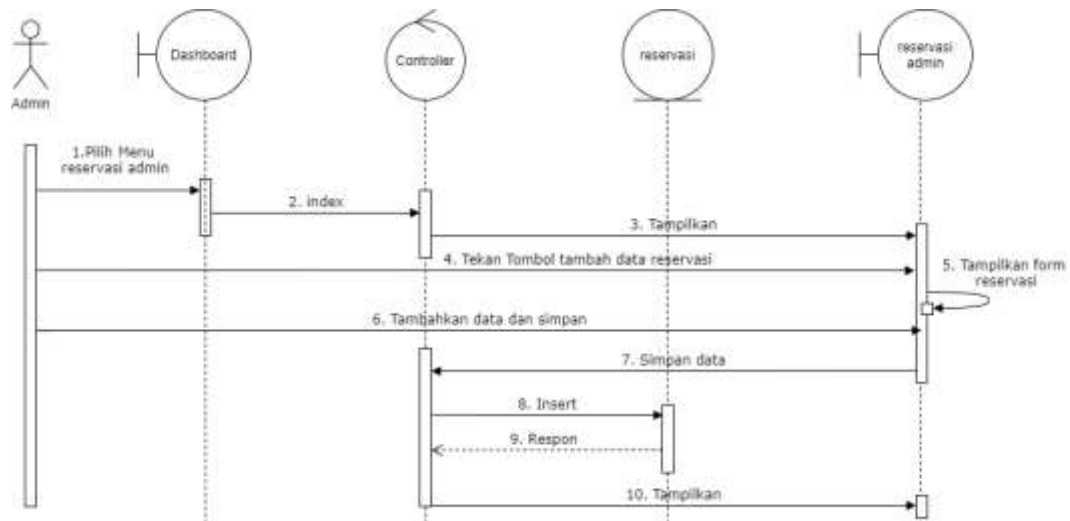 Admin
Dashboard
Controller
reservasi
reservasi
admin
1.Pilih Menu
reservasi admin
2. index
3. Tampilkan
4. Tekan Tombol tambah data reservasi
5. Tampilkan form
reservasi
6. Tambahkan data dan simpan
7. Simpan data
8. Insert
9. Respon
10. Tampilkan